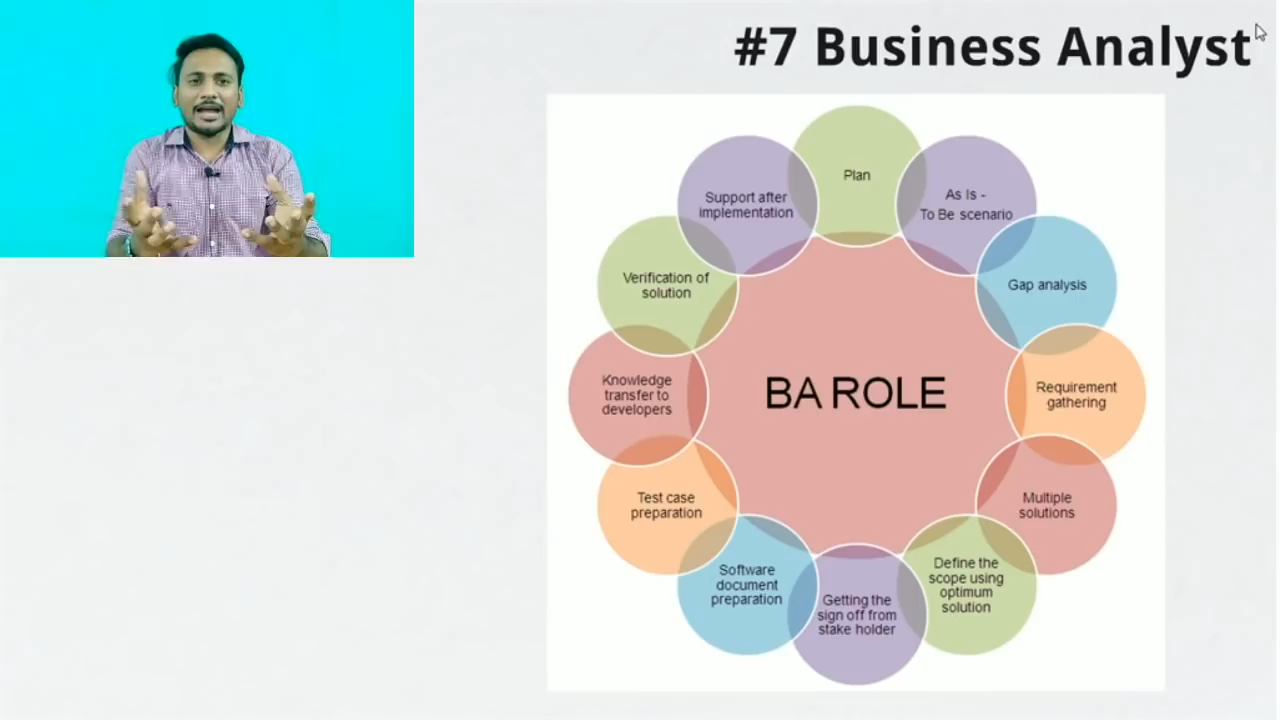 #7 Business Analyst
Plan
As Is -
To Be scenario
Gap analysis
Requirement
gathering
Multiple
solutions
Define the
scope using
optimum
solution
Getting the
sign off from
stake holder
Software
document
preparation
Test case
preparation
Knowledge
transfer to
developers
Verification of
solution
Support after
implementation
BA ROLE